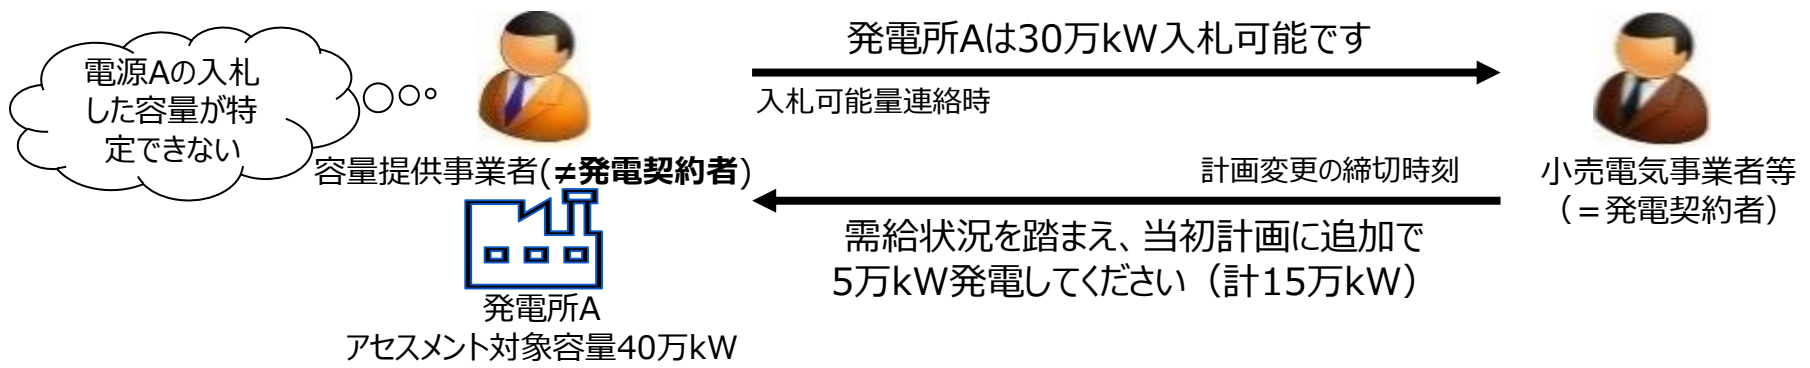 電源Aの入札
した容量が特
定できない
発電所Aは30万kW入札可能です
入札可能量連絡時
容量提供事業者(≠発電契約者)
計画変更の締切時刻
小売電気事業者等
（＝発電契約者）
需給状況を踏まえ、当初計画に追加で
5万kW発電してください（計15万kW）
発電所A
アセスメント対象容量40万kW